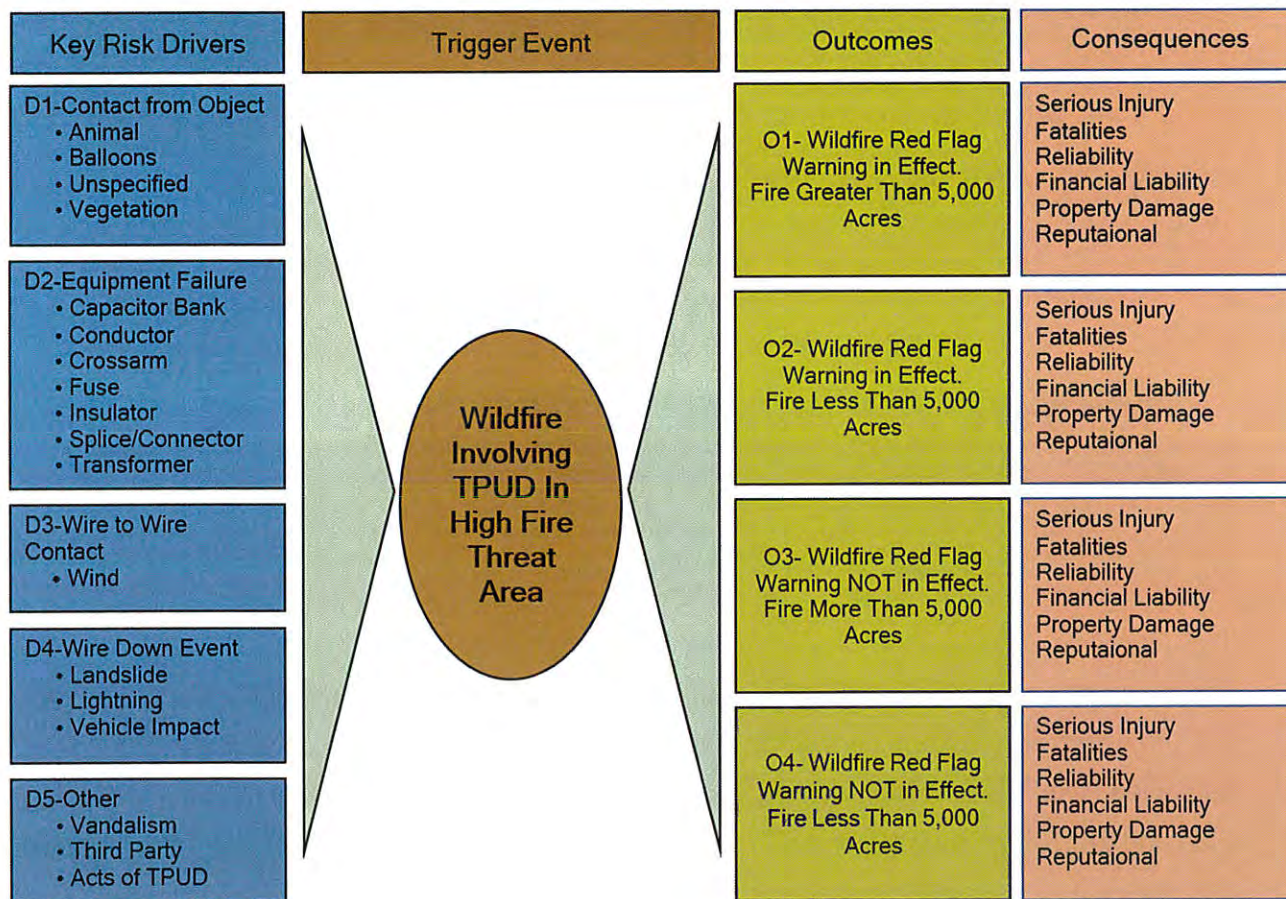 Key Risk Drivers
Trigger Event
Outcomes
Consequences
D1-Contact from Object
• Animal
• Balloons
• Unspecified
• Vegetation
D2-Equipment Failure
• Capacitor Bank
• Conductor
• Crossarm
• Fuse
• Insulator
• Splice/Connector
• Transformer
D3-Wire to Wire
Contact
• Wind
D4-Wire Down Event
• Landslide
• Lightning
• Vehicle Impact
D5-Other
• Vandalism
• Third Party
• Acts of TPUD
Wildfire
Involving
TPUD In
High Fire
Threat
Area
O1- Wildfire Red Flag
Warning in Effect.
Fire Greater Than 5,000
Acres
Serious Injury
Fatalities
Reliability
Financial Liability
Property Damage
Reputaional
O2- Wildfire Red Flag
Warning in Effect.
Fire Less Than 5,000
Acres
Serious Injury
Fatalities
Reliability
Financial Liability
Property Damage
Reputaional
O3- Wildfire Red Flag
Warning NOT in Effect.
Fire More Than 5,000
Acres
Serious Injury
Fatalities
Reliability
Financial Liability
Property Damage
Reputaional
O4- Wildfire Red Flag
Warning NOT in Effect.
Fire Less Than 5,000
Acres
Serious Injury
Fatalities
Reliability
Financial Liability
Property Damage
Reputaional